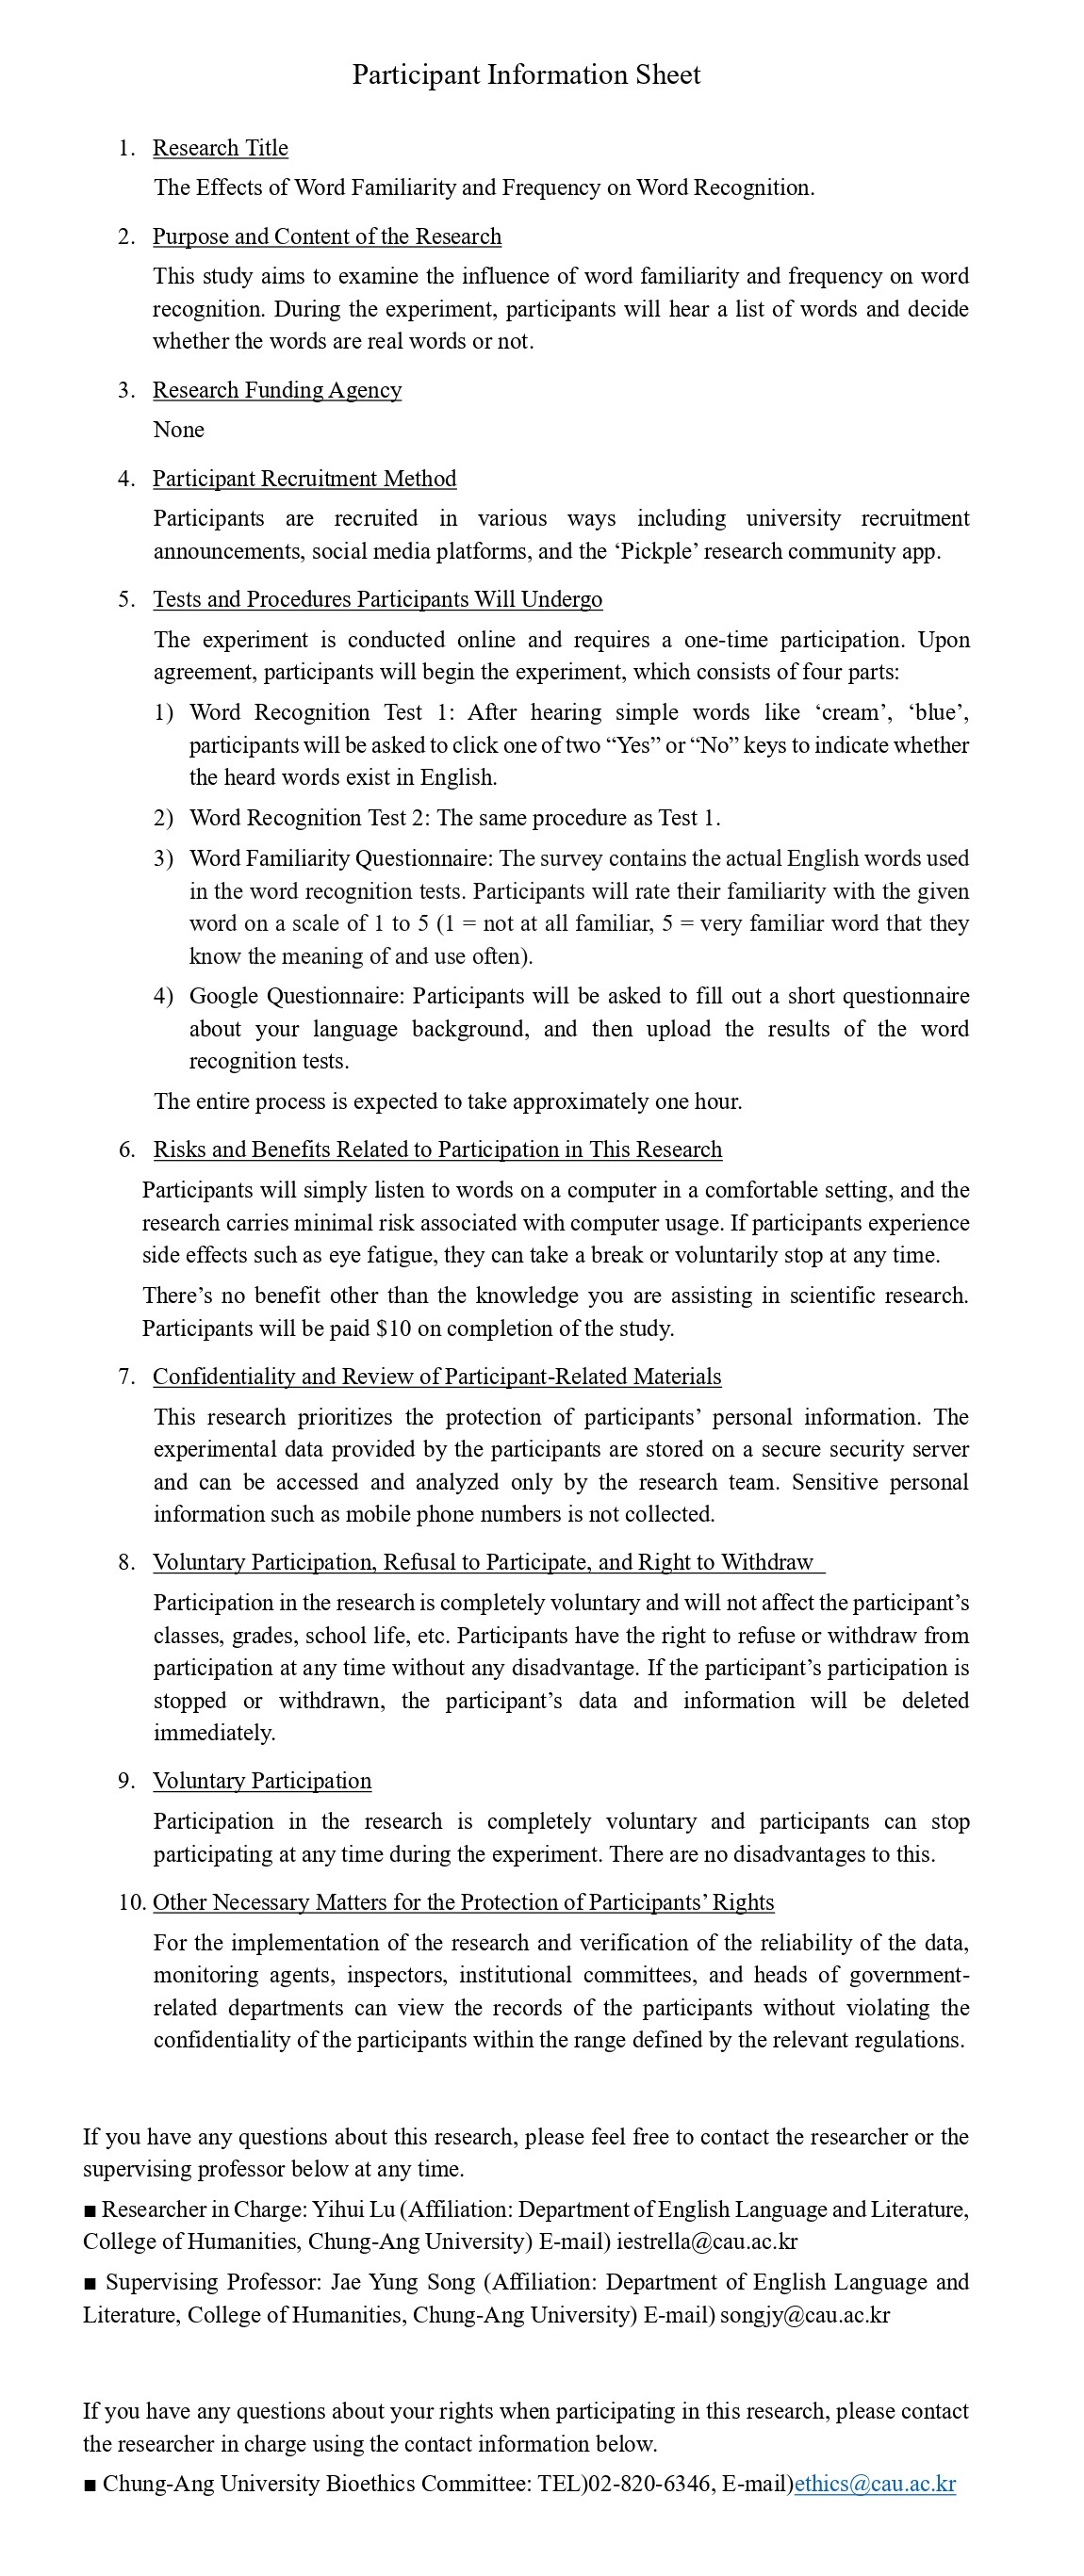 Participant Information Sheet
1. Research Title
The Effects of Word Familiarity and Frequency on Word Recognition.
2. Purpose and Content of the Research
This study aims to examine the influence of word familiarity and frequency on word
recognition. During the experiment, participants will hear a list of words and decide
whether the words are real words or not.
3. Research Funding Agency
None
4. Participant Recruitment Method
Participants are recruited in various ways including university recruitment
announcements, social media platforms, and the ‘Pickple’ research community app.
5. Tests and Procedures Participants Will Undergo
The experiment is conducted online and requires a one-time participation. Upon
agreement, participants will begin the experiment, which consists of four parts:
1) Word Recognition Test 1: After hearing simple words like ‘cream’, ‘blue’,
participants will be asked to click one of two “Yes” or “No” keys to indicate whether
the heard words exist in English.
2) Word Recognition Test 2: The same procedure as Test 1.
3) Word Familiarity Questionnaire: The survey contains the actual English words used
in the word recognition tests. Participants will rate their familiarity with the given
word on a scale of 1 to 5 (1 = not at all familiar, 5 = very familiar word that they
know the meaning of and use often).
4) Google Questionnaire: Participants will be asked to fill out a short questionnaire
about your language background, and then upload the results of the word
recognition tests.
The entire process is expected to take approximately one hour.
6. Risks and Benefits Related to Participation in This Research
Participants will simply listen to words on a computer in a comfortable setting, and the
research carries minimal risk associated with computer usage. If participants experience
side effects such as eye fatigue, they can take a break or voluntarily stop at any time.
There’s no benefit other than the knowledge you are assisting in scientific research.
Participants will be paid $10 on completion of the study.
7. Confidentiality and Review of Participant-Related Materials
This research prioritizes the protection of participants’ personal information. The
experimental data provided by the participants are stored on a secure security server
and can be accessed and analyzed only by the research team. Sensitive personal
information such as mobile phone numbers is not collected.
8. Voluntary Participation, Refusal to Participate, and Right to Withdraw
Participation in the research is completely voluntary and will not affect the participant’s
classes, grades, school life, etc. Participants have the right to refuse or withdraw from
participation at any time without any disadvantage. If the participant’s participation is
stopped or withdrawn, the participant’s data and information will be deleted
immediately.
9. Voluntary Participation
Participation in the research is completely voluntary and participants can stop
participating at any time during the experiment. There are no disadvantages to this.
10. Other Necessary Matters for the Protection of Participants’ Rights
For the implementation of the research and verification of the reliability of the data,
monitoring agents, inspectors, institutional committees, and heads of government-
related departments can view the records of the participants without violating the
confidentiality of the participants within the range defined by the relevant regulations.
If you have any questions about this research, please feel free to contact the researcher or the
supervising professor below at any time.
■ Researcher in Charge: Yihui Lu (Affiliation: Department of English Language and Literature,
College of Humanities, Chung-Ang University) E-mail) iestrella@cau.ac.kr
■ Supervising Professor: Jae Yung Song (Affiliation: Department of English Language and
Literature, College of Humanities, Chung-Ang University) E-mail) songjy@cau.ac.kr
If you have any questions about your rights when participating in this research, please contact
the researcher in charge using the contact information below.
■ Chung-Ang University Bioethics Committee: TEL)02-820-6346, E-mail)ethics@cau.ac.kr